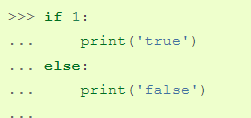 >>> if 1:
...     print('true')
... else:
...     print('false')
...